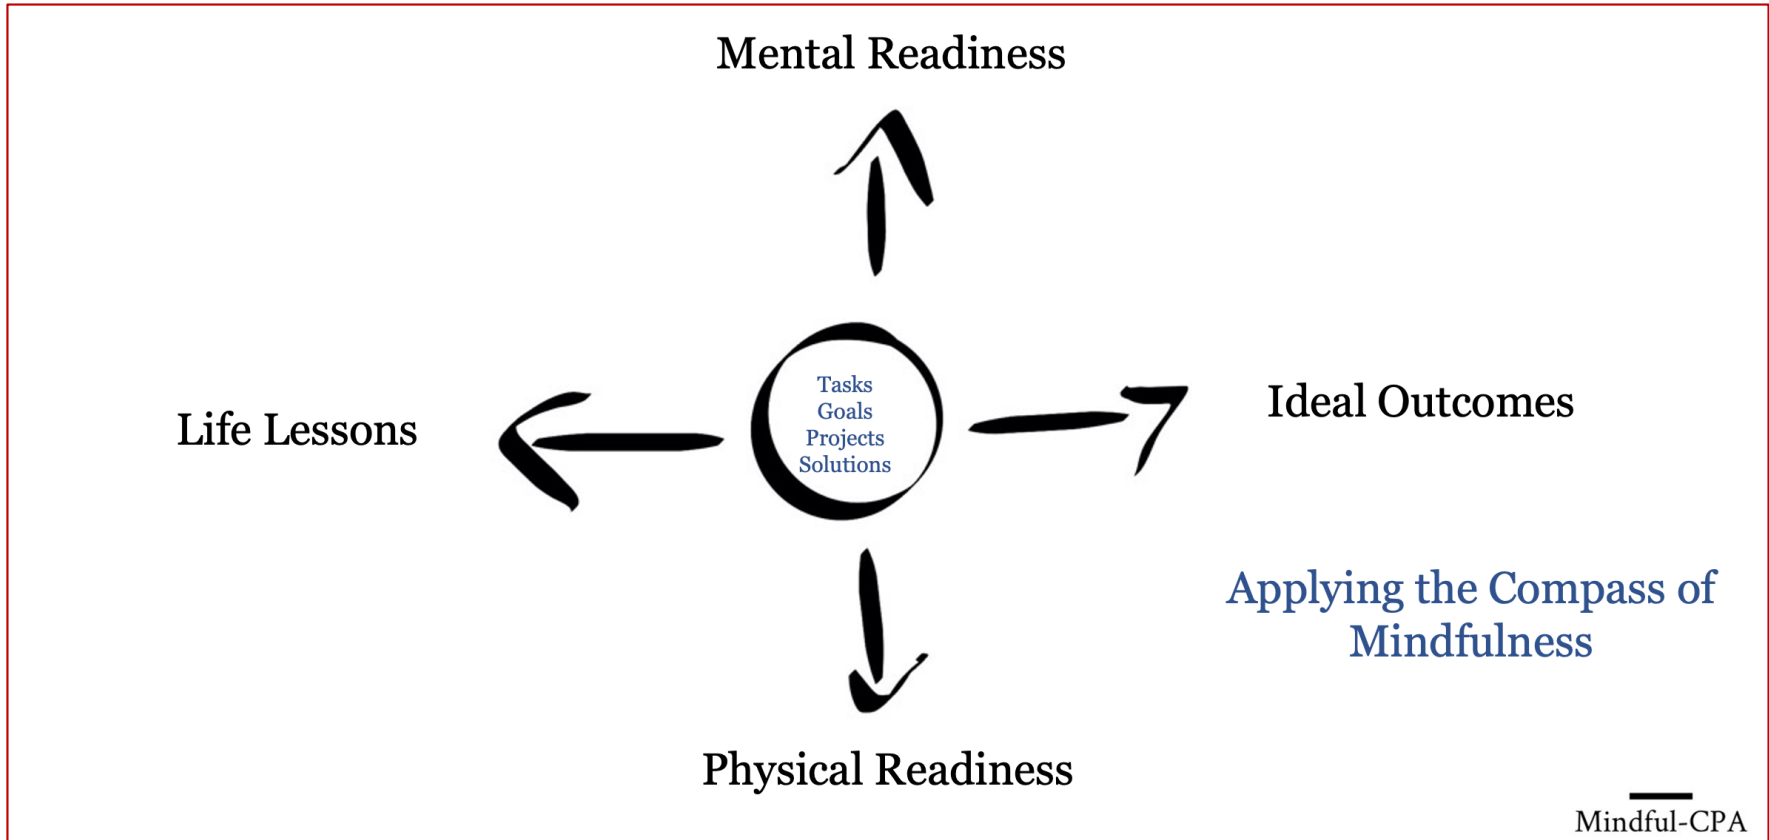 Mental Readiness
Life Lessons
Tasks
Goals
Projects
Solutions
Ideal Outcomes
Applying the Compass of
Mindfulness
Physical Readiness
Mindful-CPA